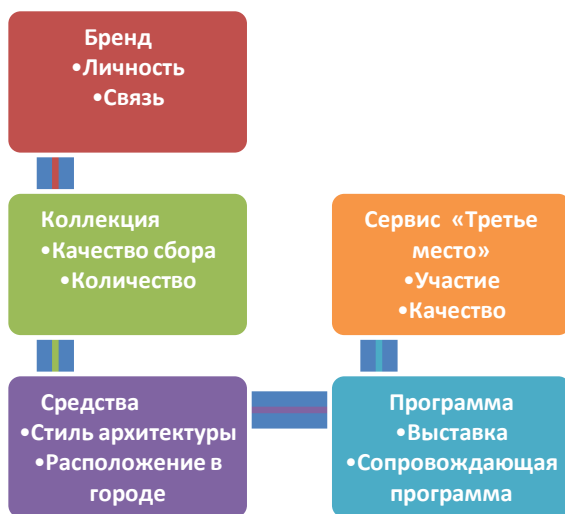 Бренд
•Личность
•Связь
Коллекция
•Качество сбора
•Количество
Сервис «Третье
место»
•Участие
•Качество
Средства
•Стиль архитектуры
•Расположение в
городе
Программа
•Выставка
•Сопровождающая
программа